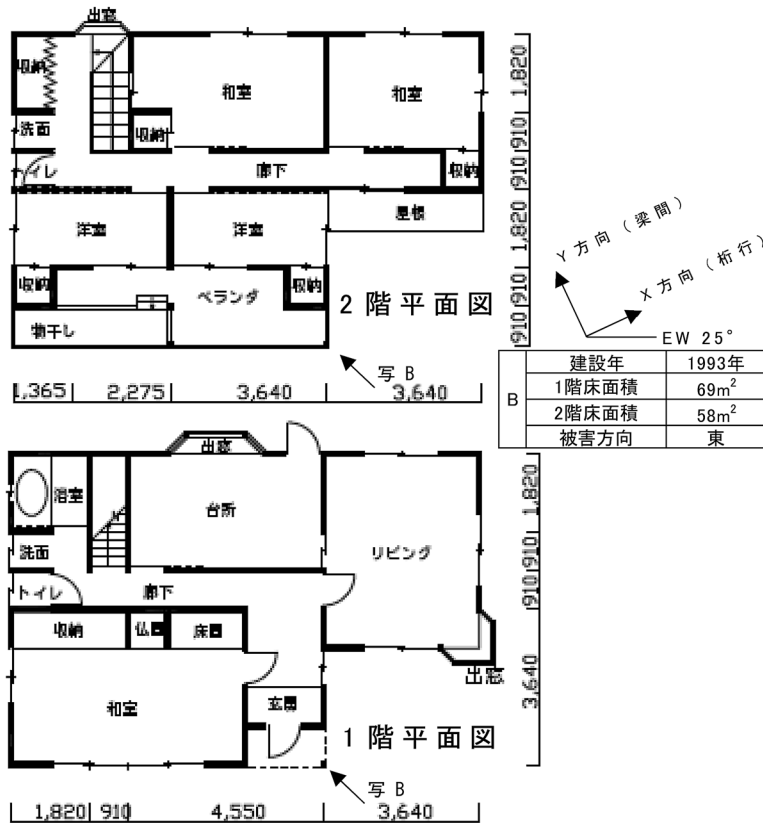 出窓
収納
和室
和室
洗面
収納
トイレ
廊下
収納
洋室
洋室
屋根
収納
ベランダ
収納
物干し
2階平面図
写 B
1,820
910
910
1,820
910
910
1,365
2,275
3,640
3,640
Y 方向（梁間）
X 方向（桁行）
EW 25°
B
建設年 1993年
1階床面積 69m²
2階床面積 58m²
被害方向 東
出窓
浴室
台所
洗面
リビング
トイレ
廊下
収納
仏間
床間
和室
玄関
出窓
1階平面図
写 B
1,820
910
910
3,640
1,820
910
4,550
3,640